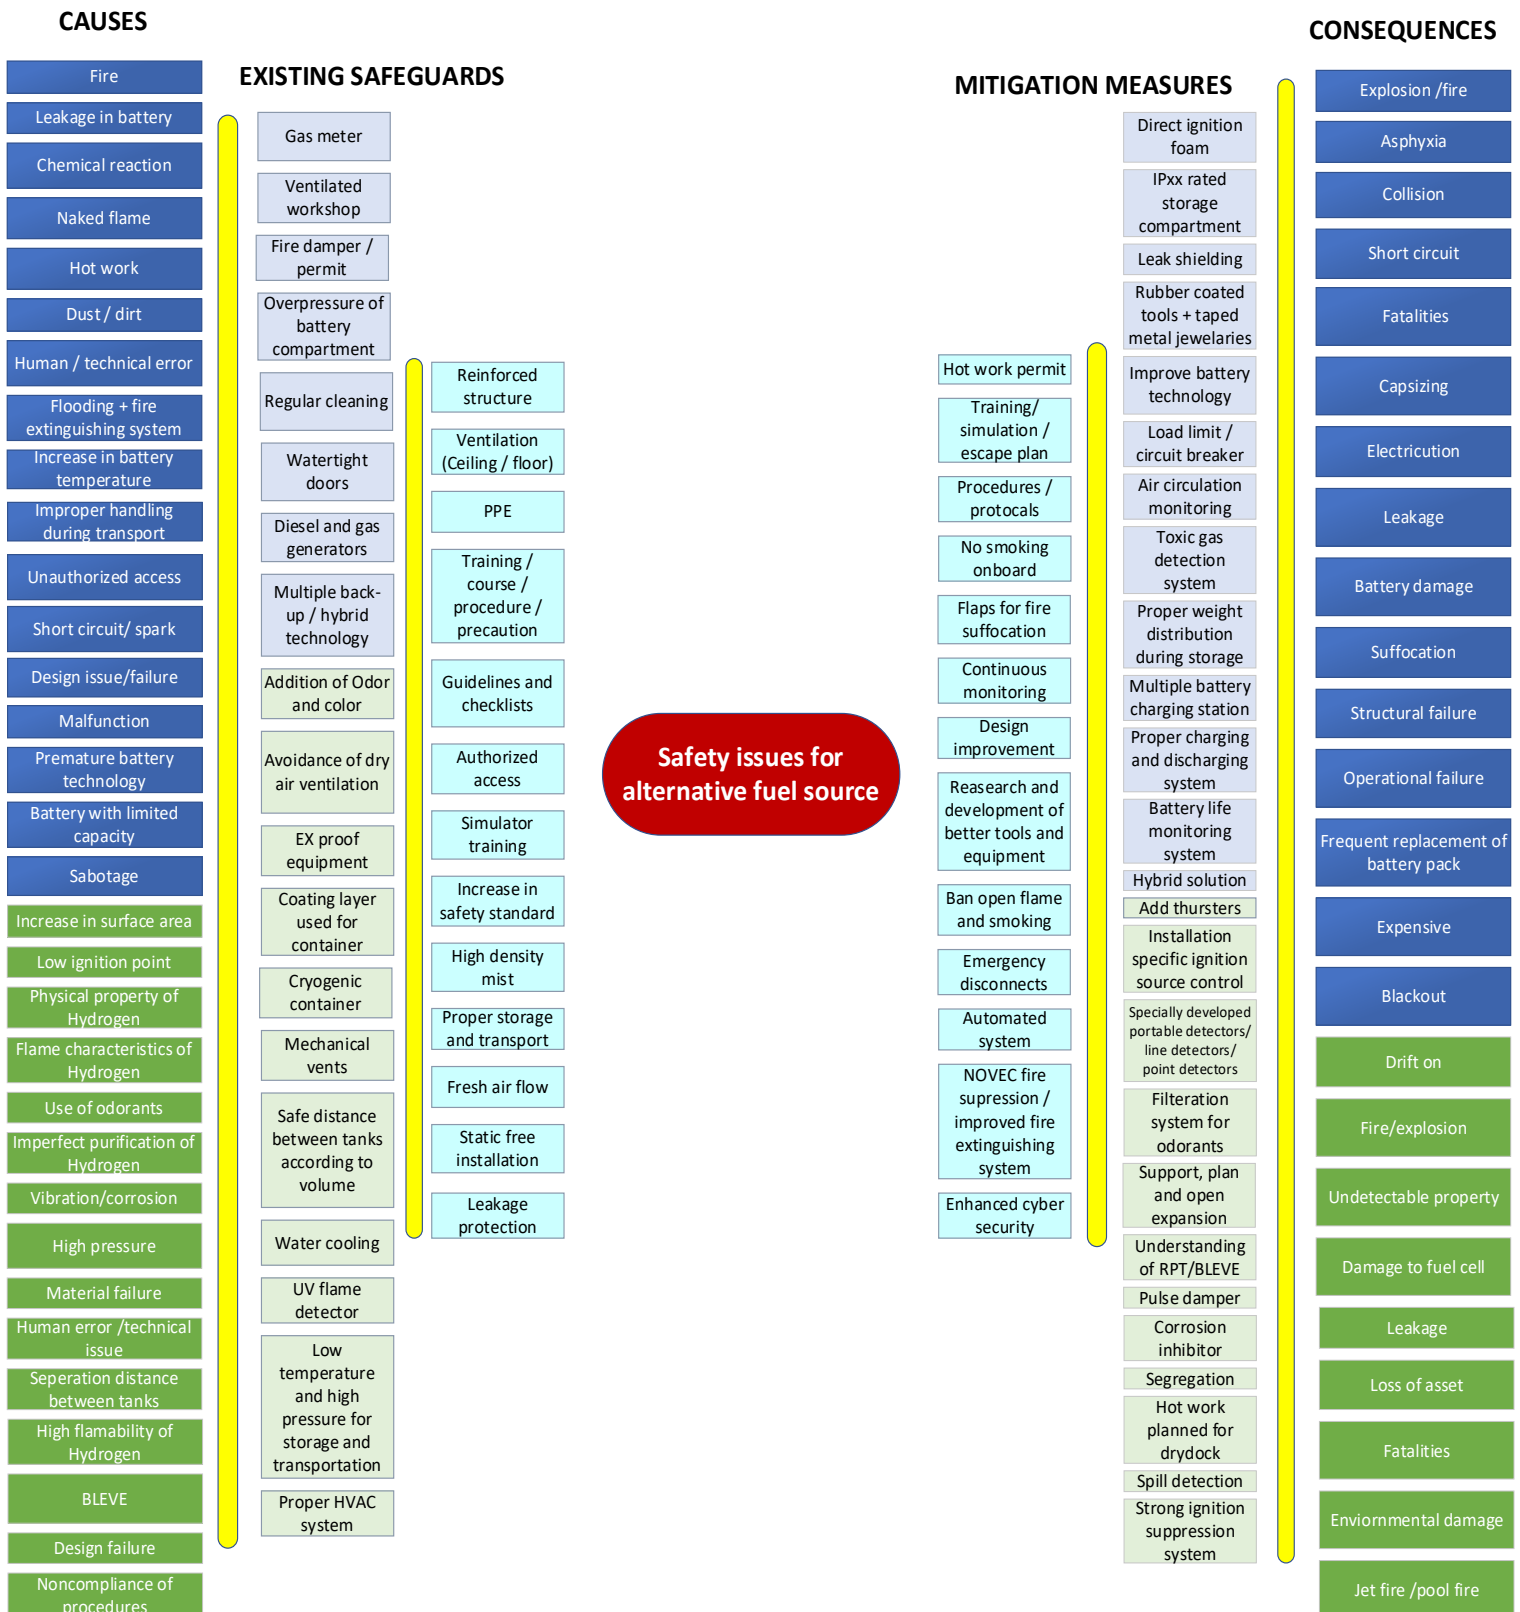 CAUSES
Fire
Leakage in battery
Chemical reaction
Naked flame
Hot work
Dust / dirt
Human / technical error
Flooding + fire
extinguishing system
Increase in battery
temperature
Improper handling
during transport
Unauthorized access
Short circuit/ spark
Design issue/failure
Malfunction
Premature battery
technology
Battery with limited
capacity
Sabotage
Increase in surface area
Low ignition point
Physical property of
Hydrogen
Flame characteristics of
Hydrogen
Use of odorants
Imperfect purification of
Hydrogen
Vibration/corrosion
High pressure
Material failure
Human error /technical
issue
Seperation distance
between tanks
High flamability of
Hydrogen
BLEVE
Design failure
Noncompliance of
procedures
EXISTING SAFEGUARDS
Gas meter
Ventilated
workshop
Fire damper /
permit
Overpressure of
battery
compartment
Regular cleaning
Watertight
doors
Diesel and gas
generators
Multiple back-
up / hybrid
technology
Addition of Odor
and color
Avoidance of dry
air ventilation
EX proof
equipment
Coating layer
used for
container
Cryogenic
container
Mechanical
vents
Safe distance
between tanks
according to
volume
Water cooling
UV flame
detector
Low
temperature
and high
pressure for
storage and
transportation
Proper HVAC
system
Reinforced
structure
Ventilation
(Ceiling / floor)
PPE
Training /
course /
procedure /
precaution
Guidelines and
checklists
Authorized
access
Simulator
training
Increase in
safety standard
High density
mist
Proper storage
and transport
Fresh air flow
Static free
installation
Leakage
protection
Safety issues for
alternative fuel source
MITIGATION MEASURES
Hot work permit
Training/
simulation /
escape plan
Procedures /
protocals
No smoking
onboard
Flaps for fire
suffocation
Continuous
monitoring
Design
improvement
Reasearch and
development of
better tools and
equipment
Ban open flame
and smoking
Emergency
disconnects
Automated
system
NOVEC fire
supression /
improved fire
extinguishing
system
Enhanced cyber
security
Direct ignition
foam
IPxx rated
storage
compartment
Leak shielding
Rubber coated
tools + taped
metal jewelaries
Improve battery
technology
Load limit /
circuit breaker
Air circulation
monitoring
Toxic gas
detection
system
Proper weight
distribution
during storage
Multiple battery
charging station
Proper charging
and discharging
system
Battery life
monitoring
system
Hybrid solution
Add thursters
Installation
specific ignition
source control
Specially developed
portable detectors/
line detectors/
point detectors
Filteration
system for
odorants
Support, plan
and open
expansion
Understanding
of RPT/BLEVE
Pulse damper
Corrosion
inhibitor
Segregation
Hot work
planned for
drydock
Spill detection
Strong ignition
suppression
system
CONSEQUENCES
Explosion /fire
Asphyxia
Collision
Short circuit
Fatalities
Capsizing
Electricution
Leakage
Battery damage
Suffocation
Structural failure
Operational failure
Frequent replacement of
battery pack
Expensive
Blackout
Drift on
Fire/explosion
Undetectable property
Damage to fuel cell
Leakage
Loss of asset
Fatalities
Enviornmental damage
Jet fire /pool fire